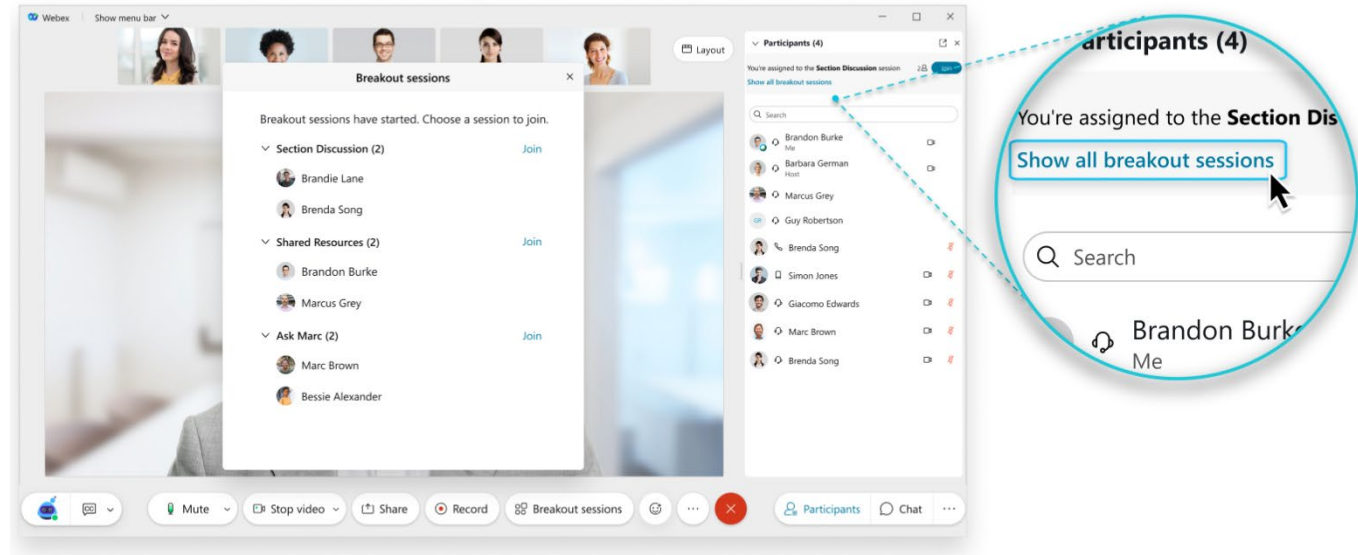 Webex
Show menu bar
Layout
Breakout sessions
Breakout sessions have started. Choose a session to join.
Section Discussion (2)
Join
Brandie Lane
Brenda Song
Shared Resources (2)
Join
Brandon Burke
Marcus Grey
Ask Marc (2)
Join
Marc Brown
Bessie Alexander
Participants (4)
You're assigned to the Section Discussion session
2
Join
Show all breakout sessions
Search
Brandon Burke
Me
Barbara German
Host
Marcus Grey
GR
Guy Robertson
Brenda Song
Simon Jones
Giacomo Edwards
Marc Brown
Brenda Song
CC
Mute
Stop video
Share
Record
Breakout sessions
Participants
Chat
articipants (4)
You're assigned to the Section Dis
Show all breakout sessions
Search
Brandon Burke
Me